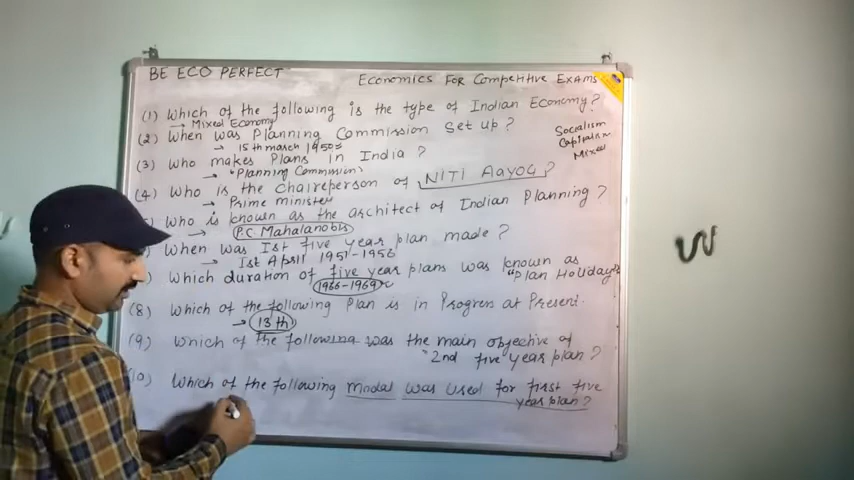 BE ECO PERFECT
Economics For Competitive Exams
(1) Which of the following is the type of Indian Economy?
→ Mixed Economy
(2) When was Planning Commission set up?
→ 15th march 1950
Socialism
Capitalism
Mixed
(3) Who makes Plans in India?
→ "Planning Commission"
(4) Who is the Chaireperson of NITI Aayog?
→ Prime minister
Who is known as the architect of Indian Planning?
→ P.C Mahalanobis
When was Ist five year plan made?
→ Ist April 1951-1956
Which duration of five year plans was known as
"Plan Holiday"
1966-1969
(8) Which of the following Plan is in Progress at Present.
→ 13th
(9) Which of the following was the main objective of
"2nd five year plan?
(10) Which of the following modal was used for first five
year plan?